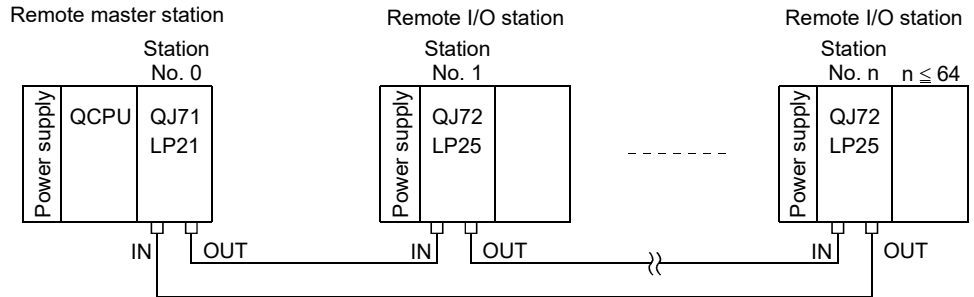 Remote master station
Station
No. 0
Power supply
QCPU
QJ71
LP21
IN
OUT
Remote I/O station
Station
No. 1
Power supply
QJ72
LP25
IN
OUT
Remote I/O station
Station
No. n n ≦ 64
Power supply
QJ72
LP25
IN
OUT